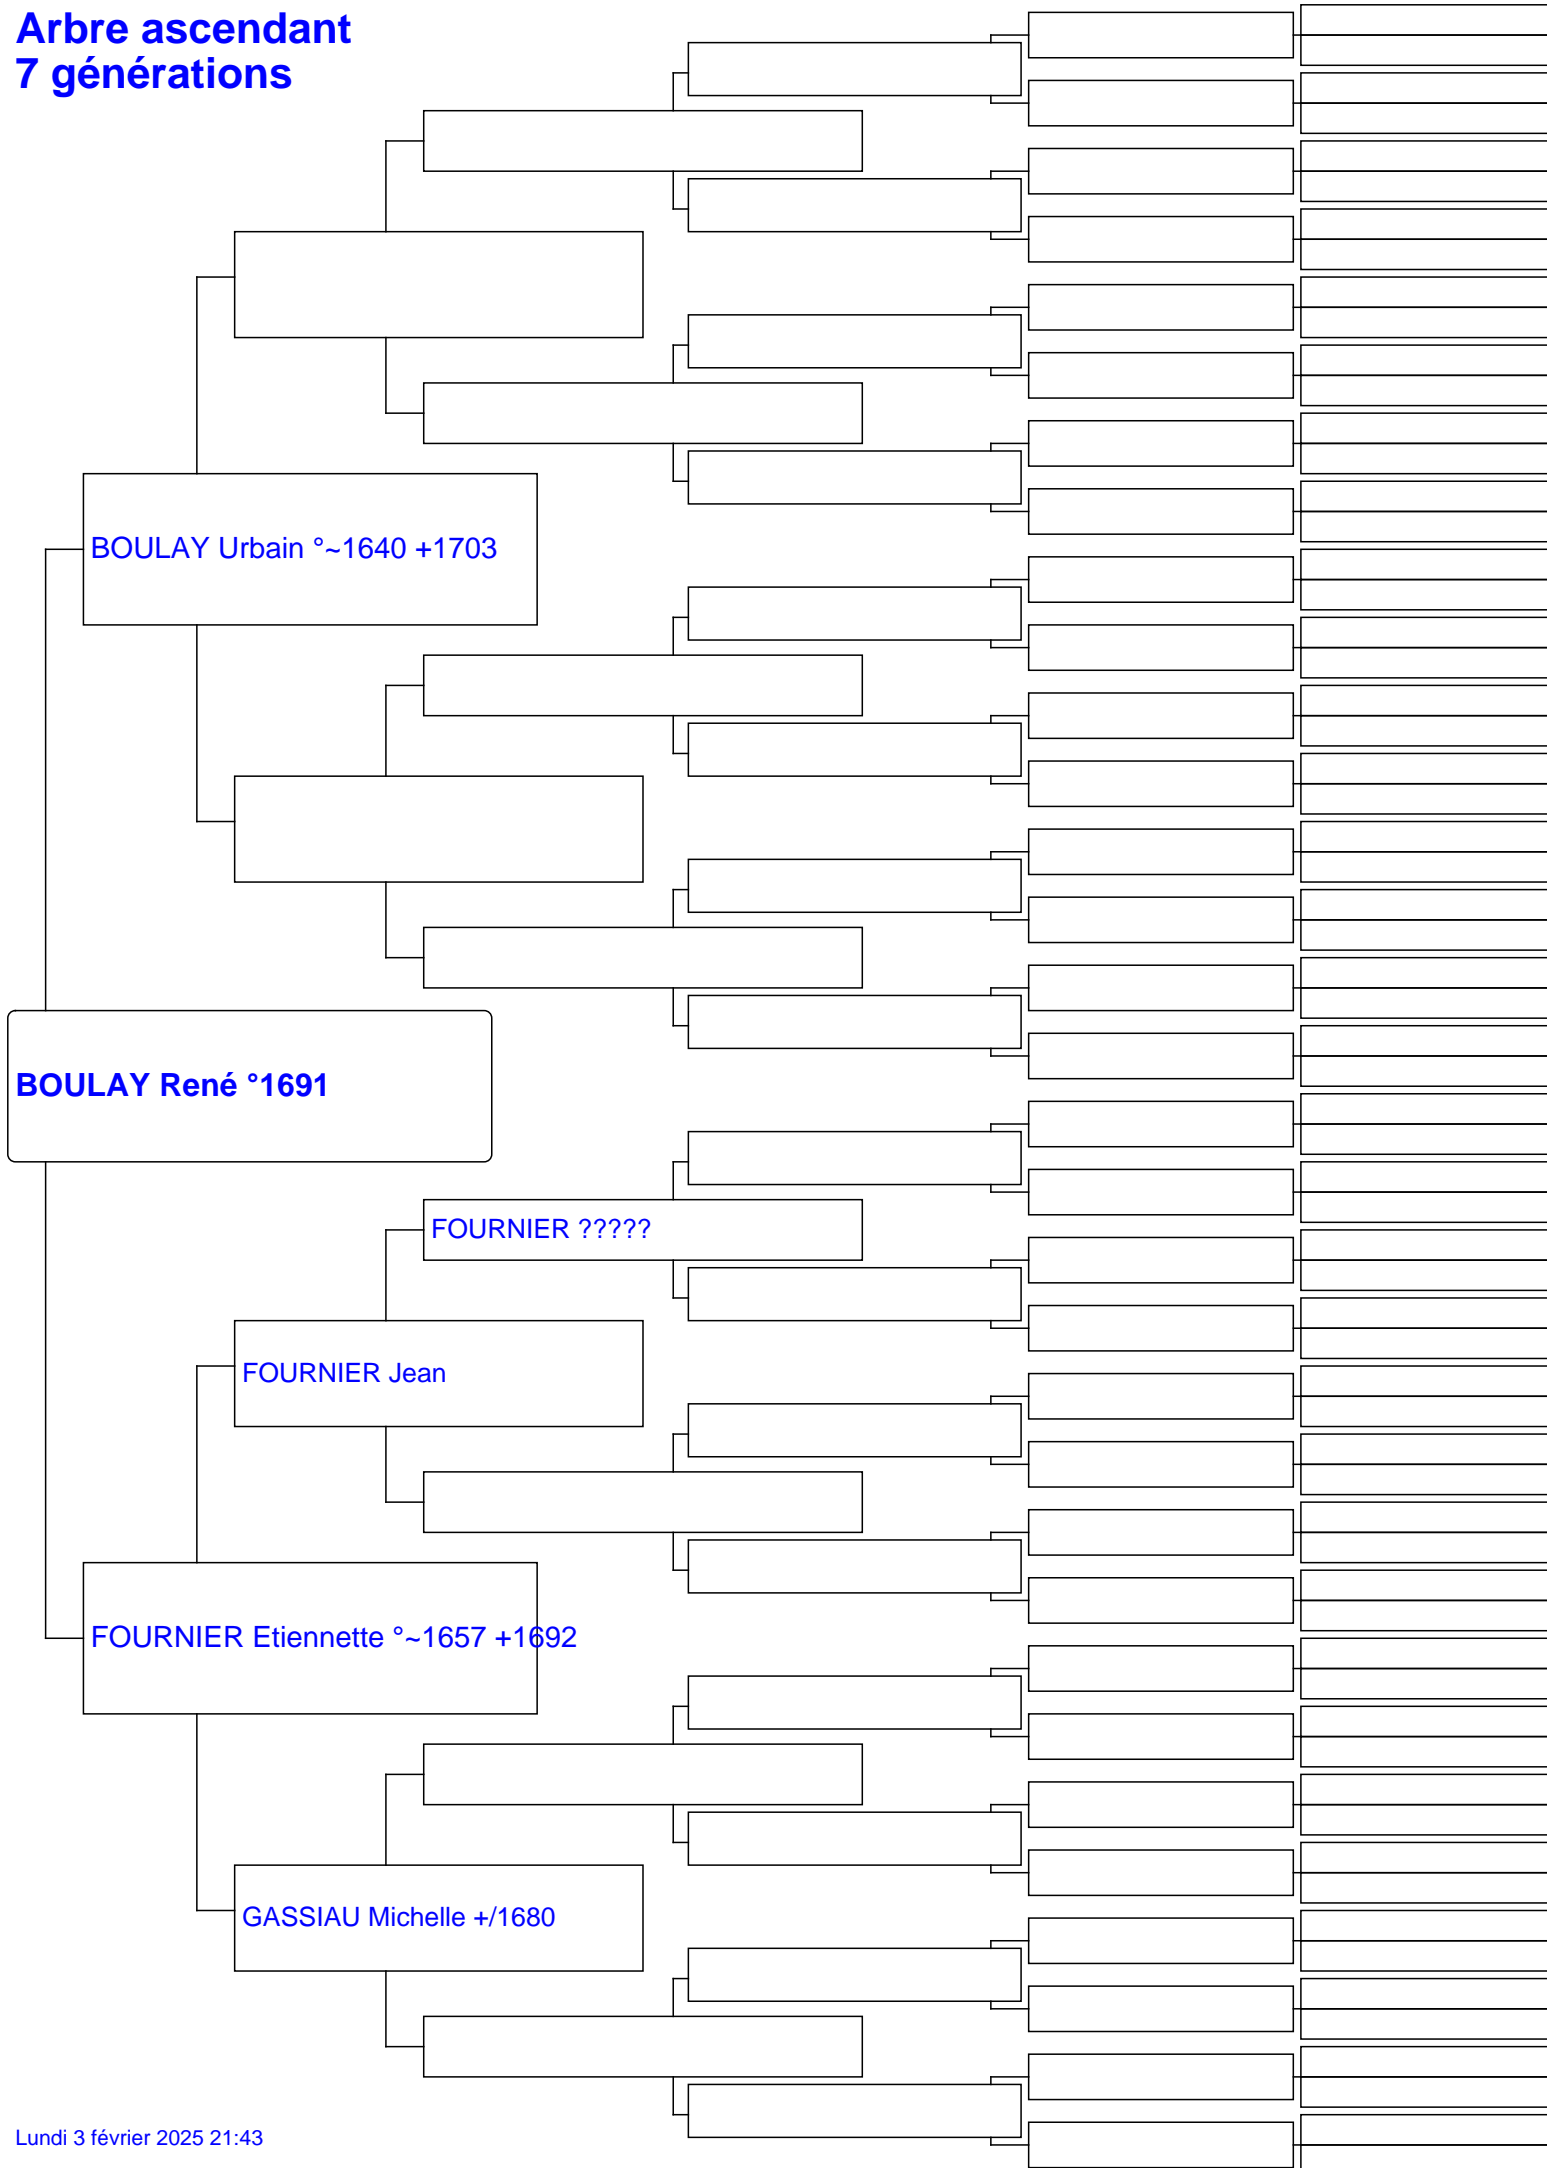 Arbre ascendant
7 générations
BOULAY Urbain °~1640 +1703
BOULAY René °1691
FOURNIER ?????
FOURNIER Jean
FOURNIER Etiennette °~1657 +1692
GASSIAU Michelle +/1680
Lundi 3 février 2025 21:43